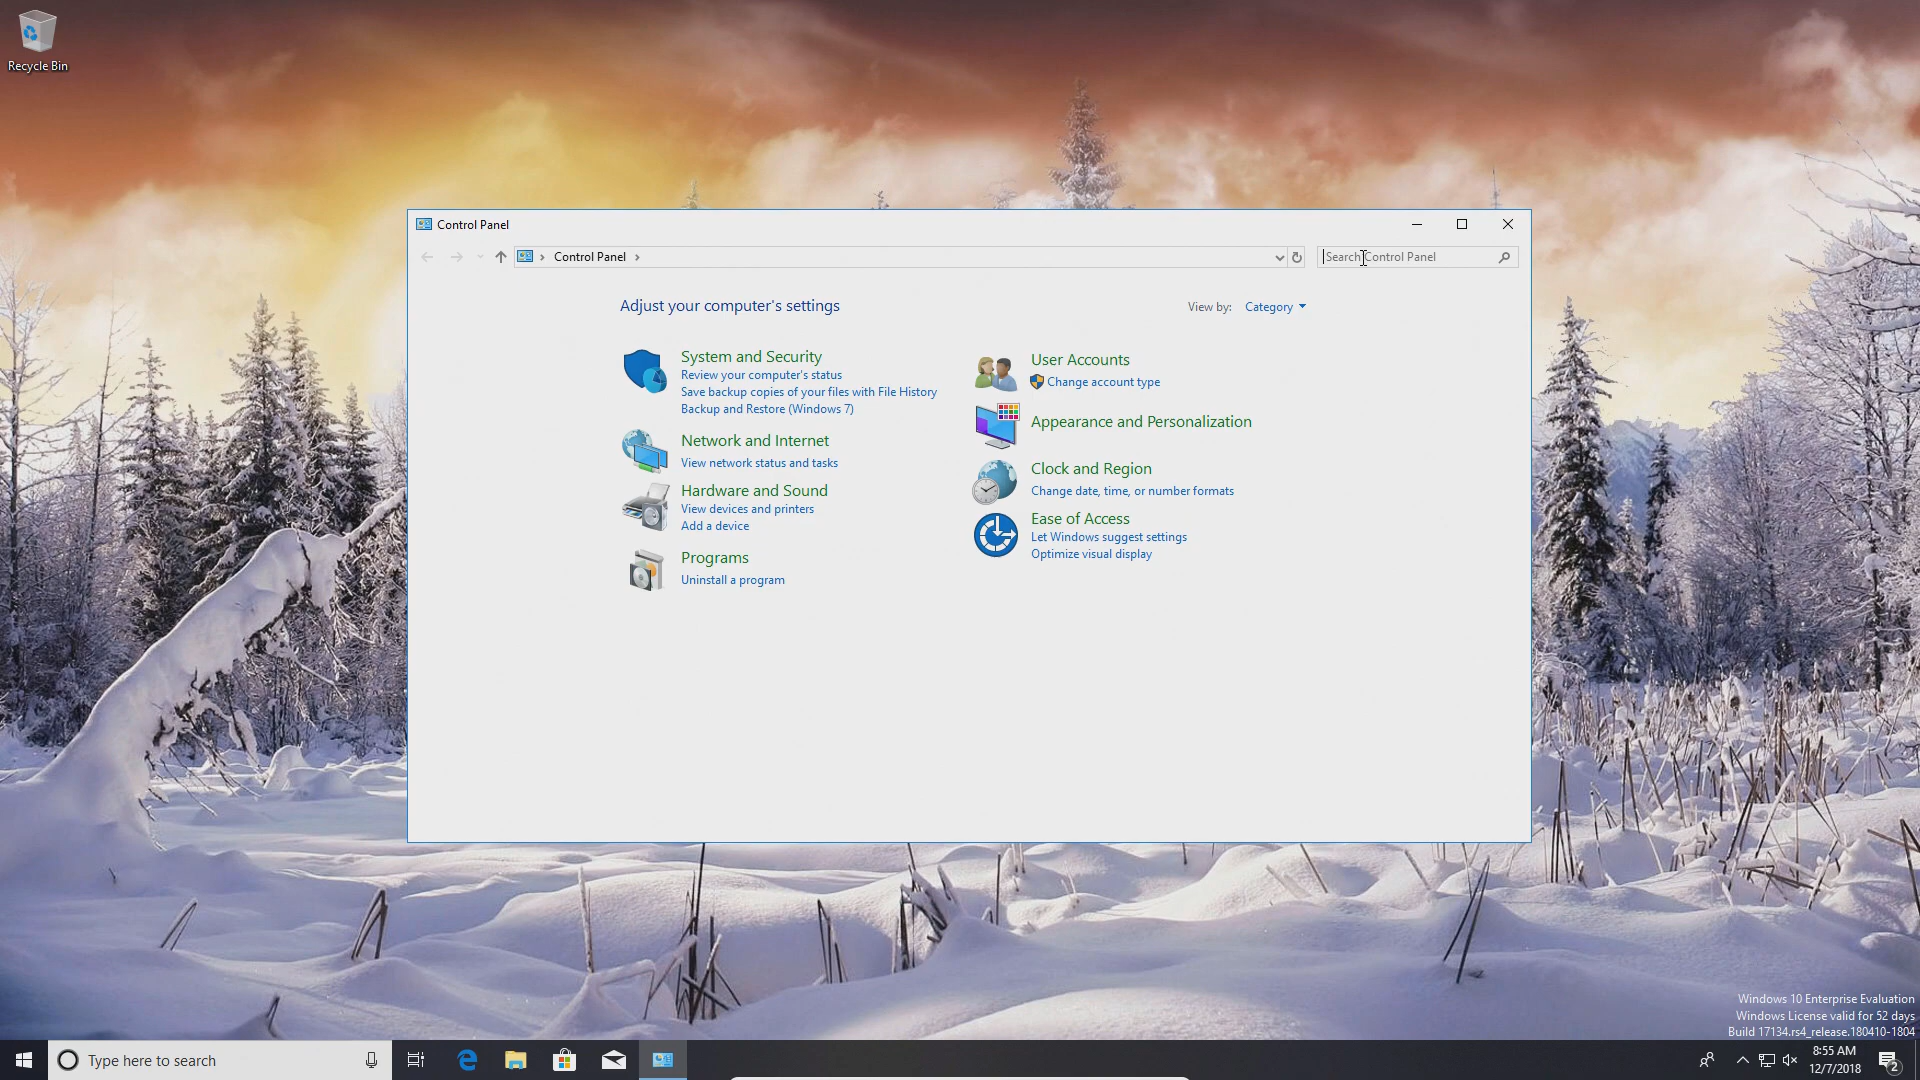 Recycle Bin
Control Panel
Control Panel
Search Control Panel
Adjust your computer's settings
View by: Category
System and Security
Review your computer's status
Save backup copies of your files with File History
Backup and Restore (Windows 7)
Network and Internet
View network status and tasks
Hardware and Sound
View devices and printers
Add a device
Programs
Uninstall a program
User Accounts
Change account type
Appearance and Personalization
Clock and Region
Change date, time, or number formats
Ease of Access
Let Windows suggest settings
Optimize visual display
Windows 10 Enterprise Evaluation
Windows License valid for 52 days
Build 17134.rs4_release.180410-1804
Type here to search
8:55 AM
12/7/2018
2